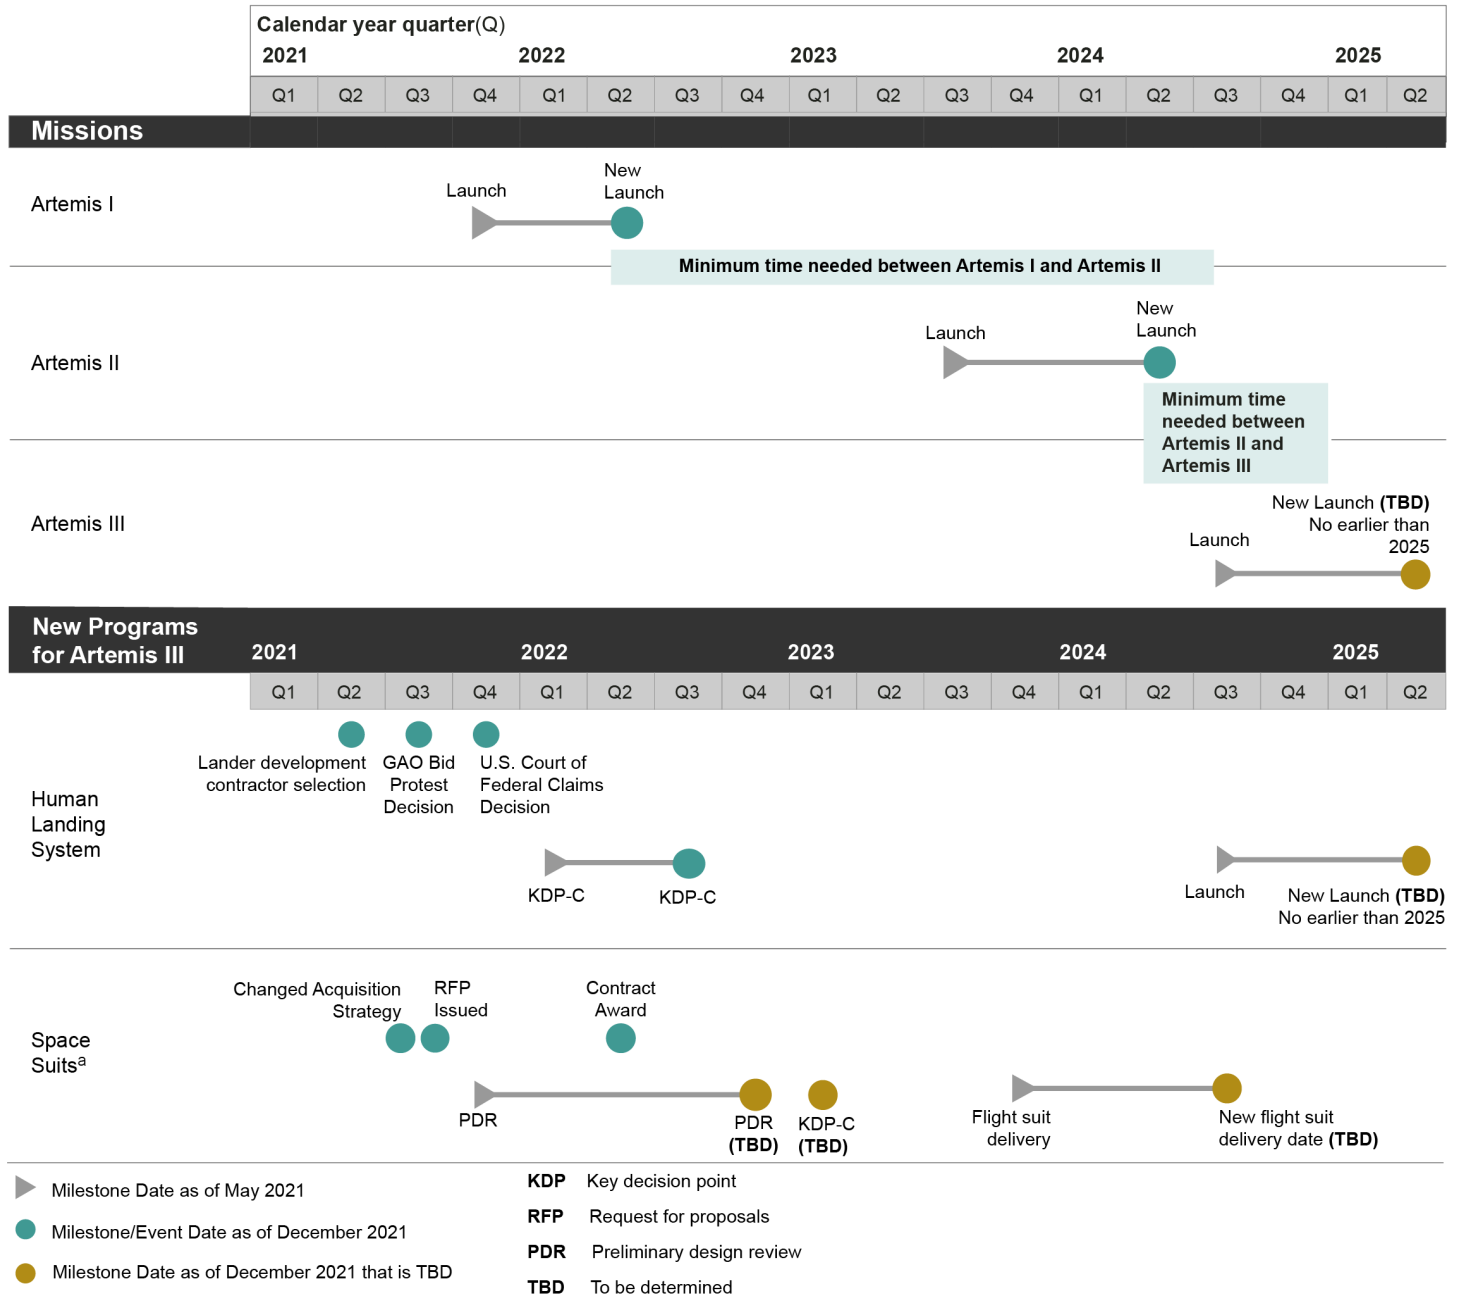 Calendar year quarter(Q)
2021 2022 2023 2024 2025
Q1 Q2 Q3 Q4 Q1 Q2 Q3 Q4 Q1 Q2 Q3 Q4 Q1 Q2 Q3 Q4 Q1 Q2
Missions
Artemis I
Launch
New
Launch
Minimum time needed between Artemis I and Artemis II
Artemis II
Launch
New
Launch
Minimum time
needed between
Artemis II and
Artemis III
Artemis III
Launch
New Launch (TBD)
No earlier than
2025
New Programs
for Artemis III
2021 2022 2023 2024 2025
Q1 Q2 Q3 Q4 Q1 Q2 Q3 Q4 Q1 Q2 Q3 Q4 Q1 Q2 Q3 Q4 Q1 Q2
Human
Landing
System
Lander development
contractor selection
GAO Bid
Protest
Decision
U.S. Court of
Federal Claims
Decision
KDP-C
KDP-C
Launch
New Launch (TBD)
No earlier than 2025
Space
Suitsa
Changed Acquisition
Strategy
RFP
Issued
Contract
Award
PDR
PDR
(TBD)
KDP-C
(TBD)
Flight suit
delivery
New flight suit
delivery date (TBD)
Milestone Date as of May 2021
Milestone/Event Date as of December 2021
Milestone Date as of December 2021 that is TBD
KDP Key decision point
RFP Request for proposals
PDR Preliminary design review
TBD To be determined